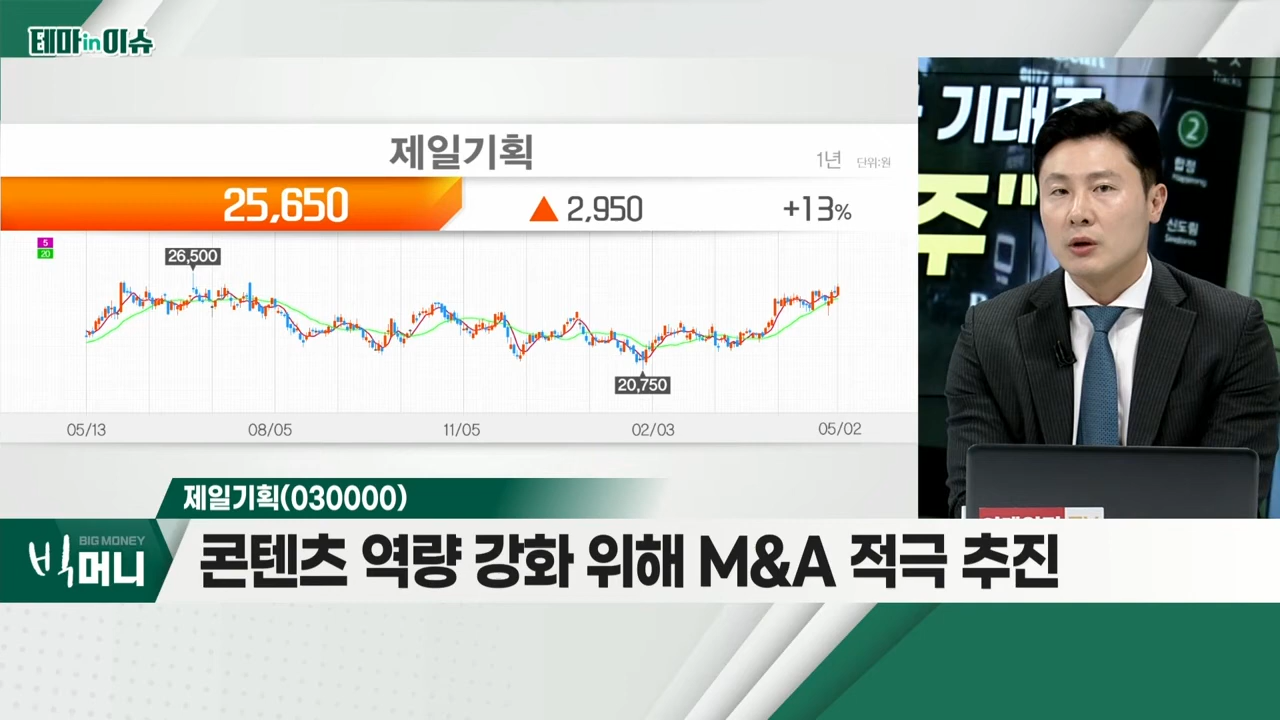 테마in이슈
제일기획
1년 단위:원
25,650 ▲ 2,950 +13%
5
20
26,500
20,750
05/13 08/05 11/05 02/03 05/02
기대주
주"
Tracks
2
합정
신도림
제일기획(030000)
BIG MONEY
빅머니
콘텐츠 역량 강화 위해 M&A 적극 추진